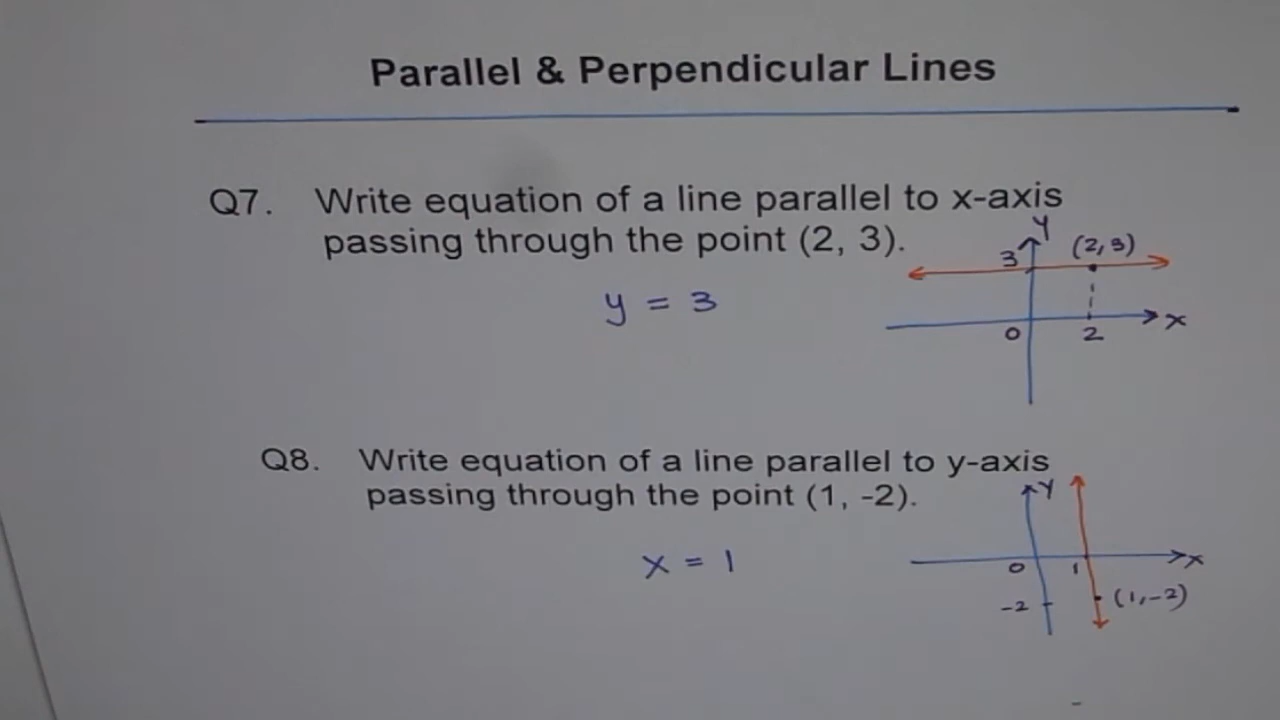 Parallel & Perpendicular Lines
Q7. Write equation of a line parallel to x-axis
passing through the point (2, 3).
y = 3
Y
3
(2,3)
0
2
x
Q8. Write equation of a line parallel to y-axis
passing through the point (1, -2).
x = 1
Y
0
1
x
-2
(1,-2)